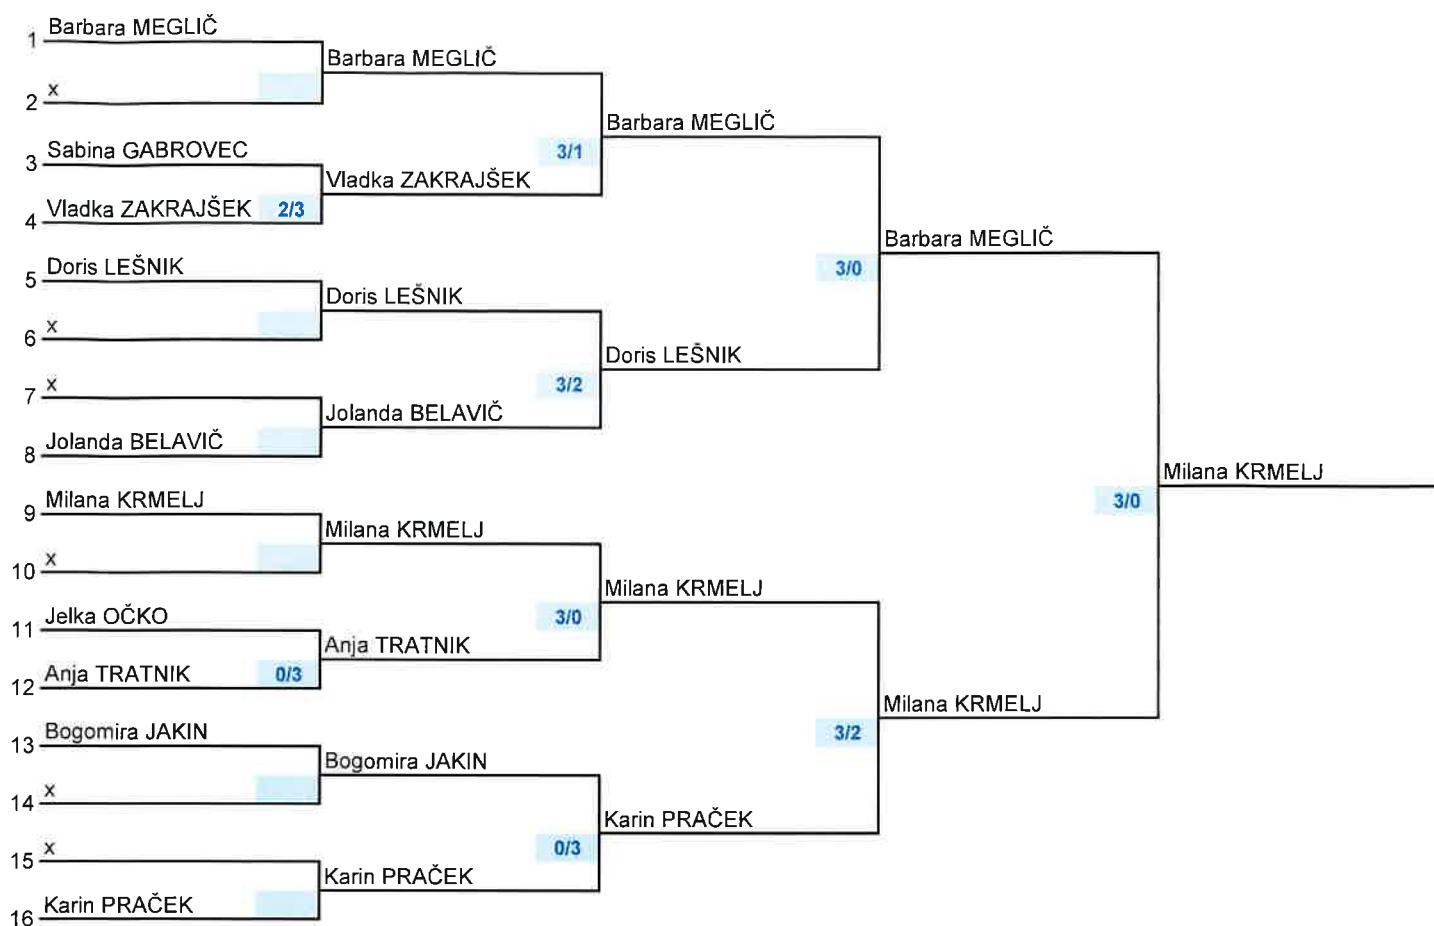 Barbara MEGLIČ
1
Barbara MEGLIČ
x
2
Barbara MEGLIČ
Sabina GABROVEC
3/1
3
Vladka ZAKRAJŠEK
Vladka ZAKRAJŠEK 2/3
4
Barbara MEGLIČ
Doris LEŠNIK
3/0
5
Doris LEŠNIK
x
6
Doris LEŠNIK
x
3/2
7
Jolanda BELAVIČ
Jolanda BELAVIČ
8
Milana KRMELJ
Milana KRMELJ
3/0
9
Milana KRMELJ
x
10
Milana KRMELJ
Jelka OČKO
3/0
11
Anja TRATNIK
Anja TRATNIK 0/3
12
Milana KRMELJ
Bogomira JAKIN
3/2
13
Bogomira JAKIN
x
14
Karin PRAČEK
x
0/3
15
Karin PRAČEK
Karin PRAČEK
16